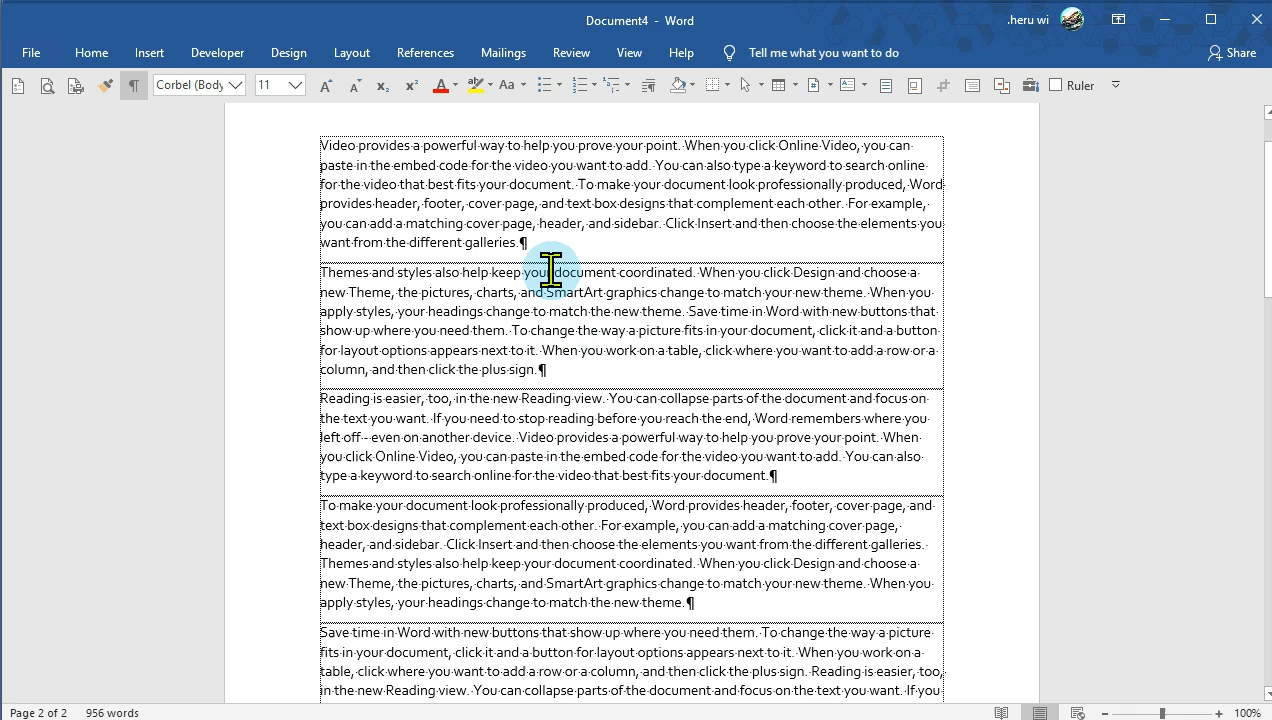 Document4 - Word
.heru wi
File Home Insert Developer Design Layout References Mailings Review View Help Tell me what you want to do Share
Corbel (Body 11 Aa Ruler
Video provides a powerful way to help you prove your point. When you click Online Video, you can
paste in the embed code for the video you want to add. You can also type a keyword to search online
for the video that best fits your document. To make your document look professionally produced, Word
provides header, footer, cover page, and text box designs that complement each other. For example,
you can add a matching cover page, header, and sidebar. Click Insert and then choose the elements you
want from the different galleries.¶
Themes and styles also help keep your document coordinated. When you click Design and choose a
new Theme, the pictures, charts, and SmartArt graphics change to match your new theme. When you
apply styles, your headings change to match the new theme. Save time in Word with new buttons that
show up where you need them. To change the way a picture fits in your document, click it and a button
for layout options appears next to it. When you work on a table, click where you want to add a row or a
column, and then click the plus sign.¶
Reading is easier, too, in the new Reading view. You can collapse parts of the document and focus on
the text you want. If you need to stop reading before you reach the end, Word remembers where you
left off - even on another device. Video provides a powerful way to help you prove your point. When
you click Online Video, you can paste in the embed code for the video you want to add. You can also
type a keyword to search online for the video that best fits your document.¶
To make your document look professionally produced, Word provides header, footer, cover page, and
text box designs that complement each other. For example, you can add a matching cover page,
header, and sidebar. Click Insert and then choose the elements you want from the different galleries.
Themes and styles also help keep your document coordinated. When you click Design and choose a
new Theme, the pictures, charts, and SmartArt graphics change to match your new theme. When you
apply styles, your headings change to match the new theme.¶
Save time in Word with new buttons that show up where you need them. To change the way a picture
fits in your document, click it and a button for layout options appears next to it. When you work on a
table, click where you want to add a row or a column, and then click the plus sign. Reading is easier, too,
in the new Reading view. You can collapse parts of the document and focus on the text you want. If you
Page 2 of 2 956 words 100%